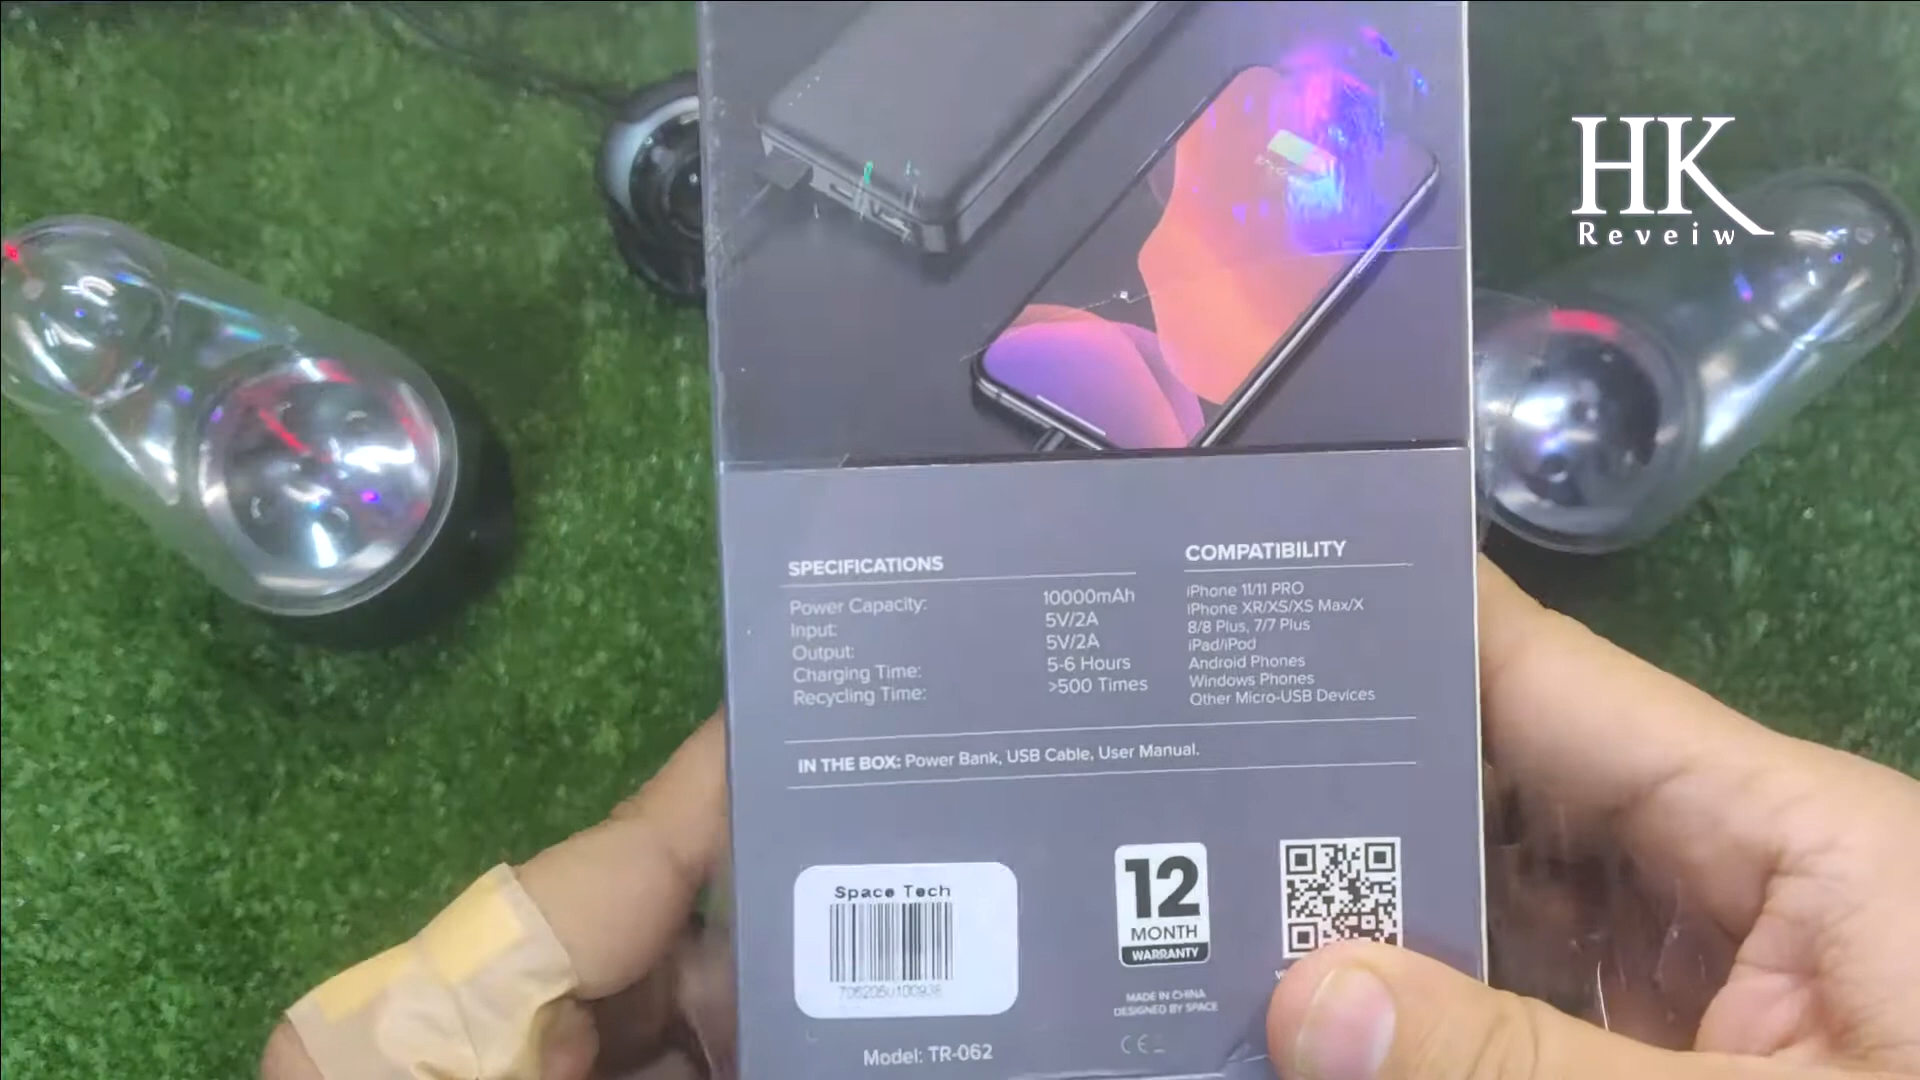 HK
Reveiw
SPECIFICATIONS
Power Capacity: 10000mAh
Input: 5V/2A
Output: 5V/2A
Charging Time: 5-6 Hours
Recycling Time: >500 Times
COMPATIBILITY
iPhone 11/11 PRO
iPhone XR/XS/XS Max/X
8/8 Plus, 7/7 Plus
iPad/iPod
Android Phones
Windows Phones
Other Micro-USB Devices
IN THE BOX: Power Bank, USB Cable, User Manual.
Space Tech
12
MONTH
WARRANTY
MADE IN CHINA
DESIGNED BY SPACE
CE
Model: TR-062